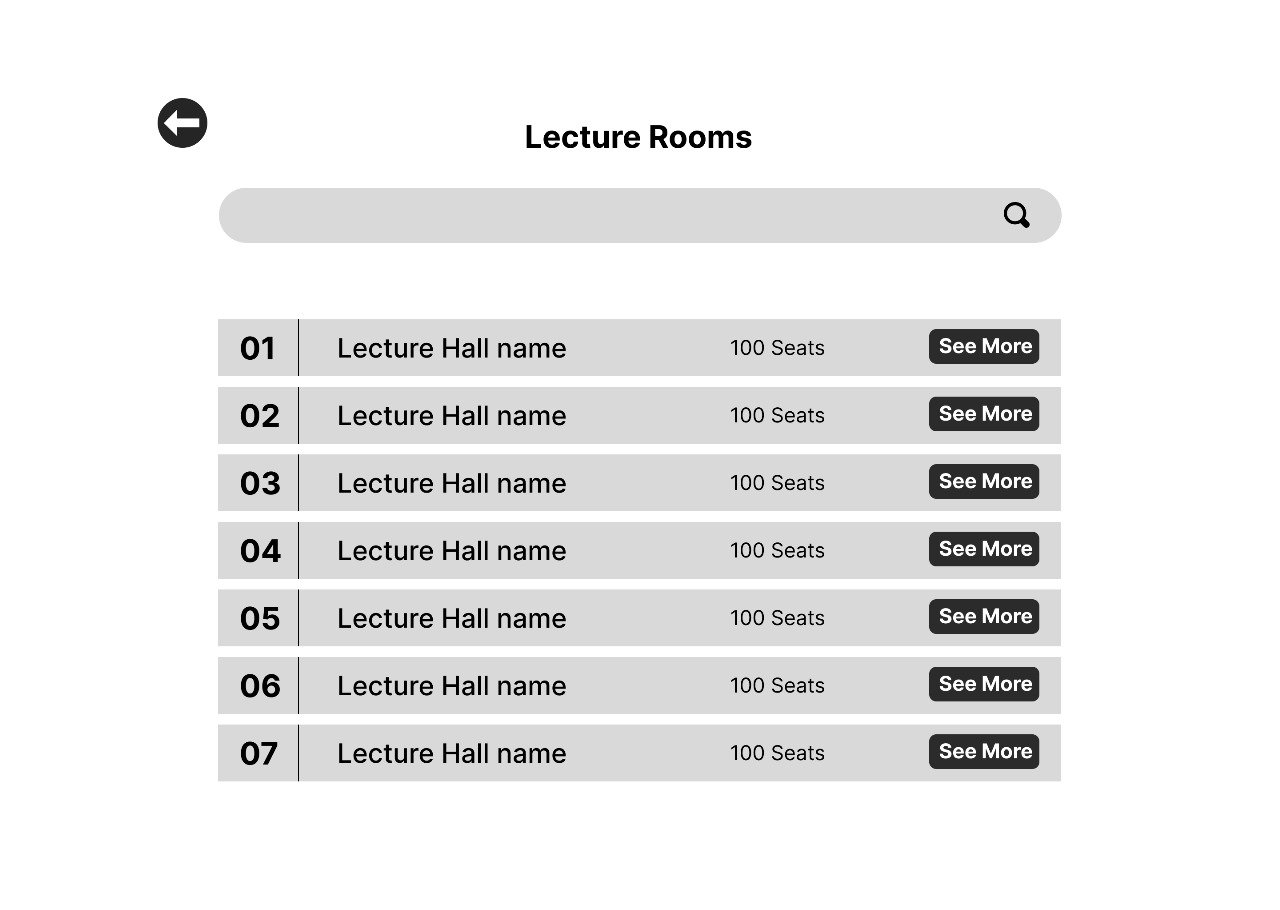 Lecture Rooms
01 Lecture Hall name 100 Seats See More
02 Lecture Hall name 100 Seats See More
03 Lecture Hall name 100 Seats See More
04 Lecture Hall name 100 Seats See More
05 Lecture Hall name 100 Seats See More
06 Lecture Hall name 100 Seats See More
07 Lecture Hall name 100 Seats See More